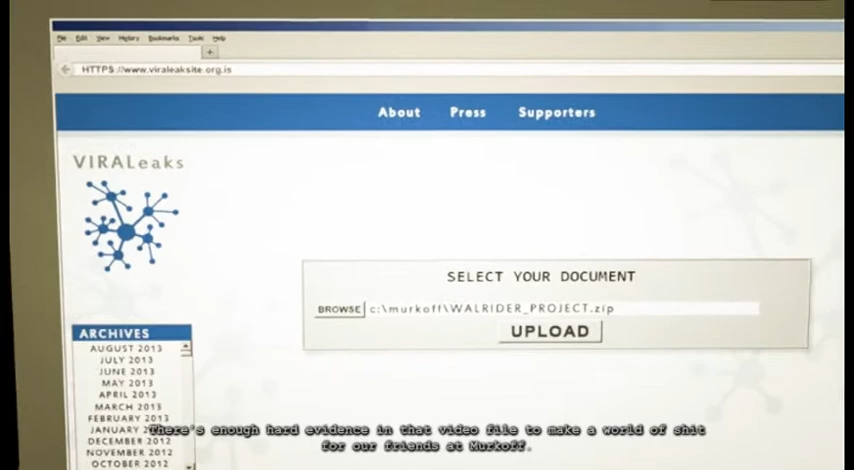 File Edit View History Bookmarks Tools Help
+
HTTPS://www.viraleaksite.org.is
About Press Supporters
VIRALeaks
SELECT YOUR DOCUMENT
BROWSE c:\murkoff\WALRIDER_PROJECT.zip
UPLOAD
ARCHIVES
AUGUST 2013
JULY 2013
JUNE 2013
MAY 2013
APRIL 2013
MARCH 2013
FEBRUARY 2013
JANUARY
DECEMBER 2012
NOVEMBER 2012
OCTOBER 2012
There's enough hard evidence in that video file to make a world of shit
for our friends at Murkoff.